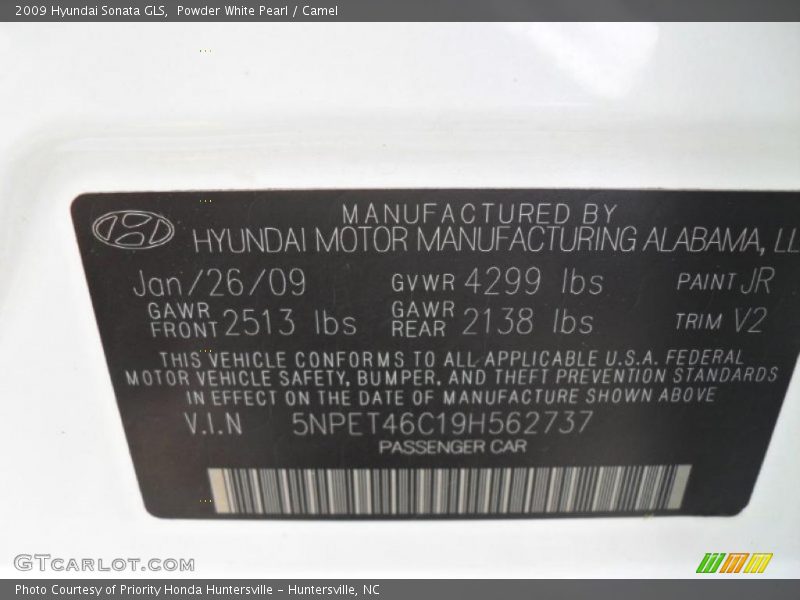 2009 Hyundai Sonata GLS, Powder White Pearl / Camel
MANUFACTURED BY
HYUNDAI MOTOR MANUFACTURING ALABAMA, LL
Jan/26/09 GVWR 4299 lbs PAINT JR
GAWR FRONT 2513 lbs GAWR REAR 2138 lbs TRIM V2
THIS VEHICLE CONFORMS TO ALL APPLICABLE U.S.A. FEDERAL
MOTOR VEHICLE SAFETY, BUMPER, AND THEFT PREVENTION STANDARDS
IN EFFECT ON THE DATE OF MANUFACTURE SHOWN ABOVE
V.I.N 5NPET46C19H562737
PASSENGER CAR
GTCARLOT.COM
Photo Courtesy of Priority Honda Huntersville - Huntersville, NC